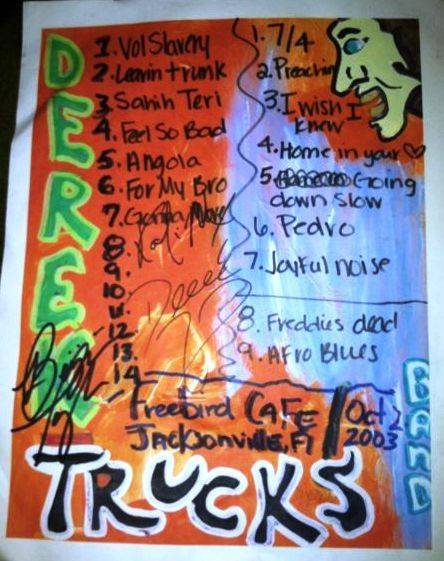 DEREK
1. Vol Slavery
2. Leavin trunk
3. Sahih Teri
4. Feel So Bad
5. Angola
6. For My Bro
7. Gonna Move
8.
9.
10.
11.
12.
13.
14
1. 7/4
2. Preachin
3. I wish I
knew
4. Home in your ♡
5. Going
down slow
6. Pedro
7. Joyful noise
8. Freddies dead
9. Afro Blues
Freebird CAFE / Oct 2
Jacksonville, Fl 2003
BAND
TRUCKS